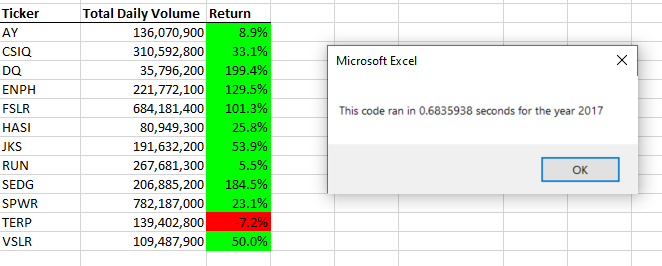 Ticker Total Daily Volume Return
AY 136,070,900 8.9%
CSIQ 310,592,800 33.1%
DQ 35,796,200 199.4%
ENPH 221,772,100 129.5%
FSLR 684,181,400 101.3%
HASI 80,949,300 25.8%
JKS 191,632,200 53.9%
RUN 267,681,300 5.5%
SEDG 206,885,200 184.5%
SPWR 782,187,000 23.1%
TERP 139,402,800 -7.2%
VSLR 109,487,900 50.0%
Microsoft Excel
This code ran in 0.6835938 seconds for the year 2017
OK